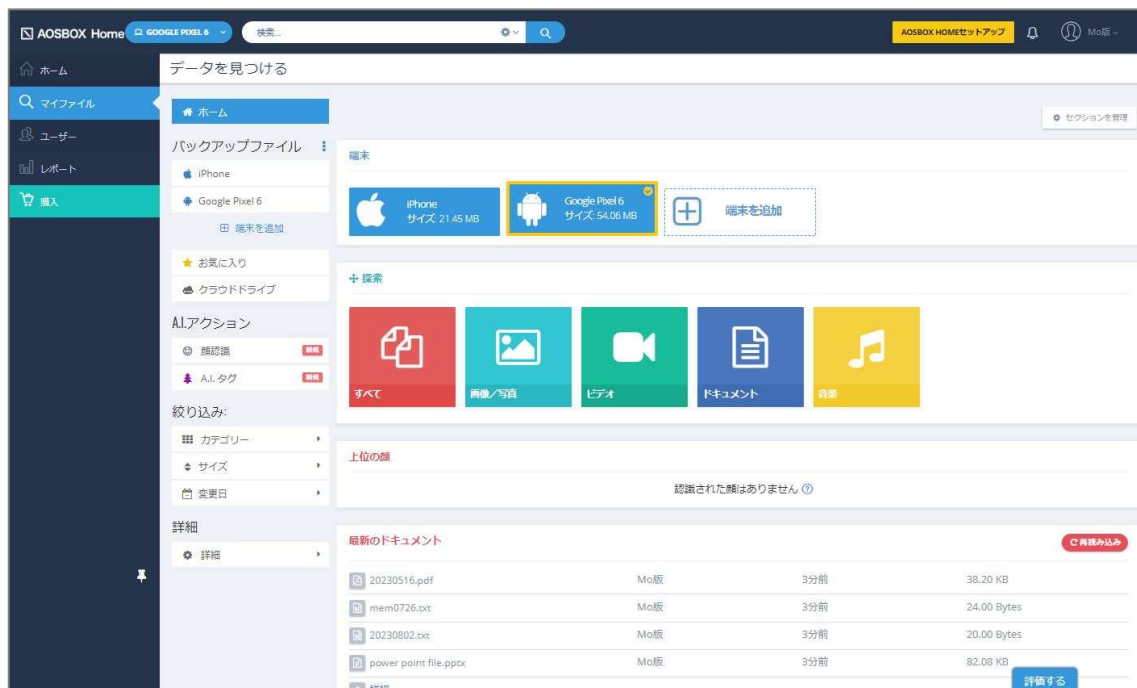 AOSBOX Home
GOOGLE PIXEL 6
検索...
AOSBOX HOMEセットアップ
Mo版
ホーム
マイファイル
ユーザー
レポート
購入
データを見つける
ホーム
バックアップファイル
iPhone
Google Pixel 6
端末を追加
お気に入り
クラウドドライブ
A.I.アクション
顔認識
新規
A.I. タグ
新規
絞り込み:
カテゴリー
サイズ
変更日
詳細
詳細
セクションを管理
端末
iPhone
サイズ: 21.45 MB
Google Pixel 6
サイズ: 54.06 MB
端末を追加
探索
すべて
画像／写真
ビデオ
ドキュメント
音楽
上位の顔
認識された顔はありません
最新のドキュメント
再読み込み
20230516.pdf Mo版 3分前 38.20 KB
mem0726.txt Mo版 3分前 24.00 Bytes
20230802.txt Mo版 3分前 20.00 Bytes
power point file.pptx Mo版 3分前 82.08 KB
詳細
評価する